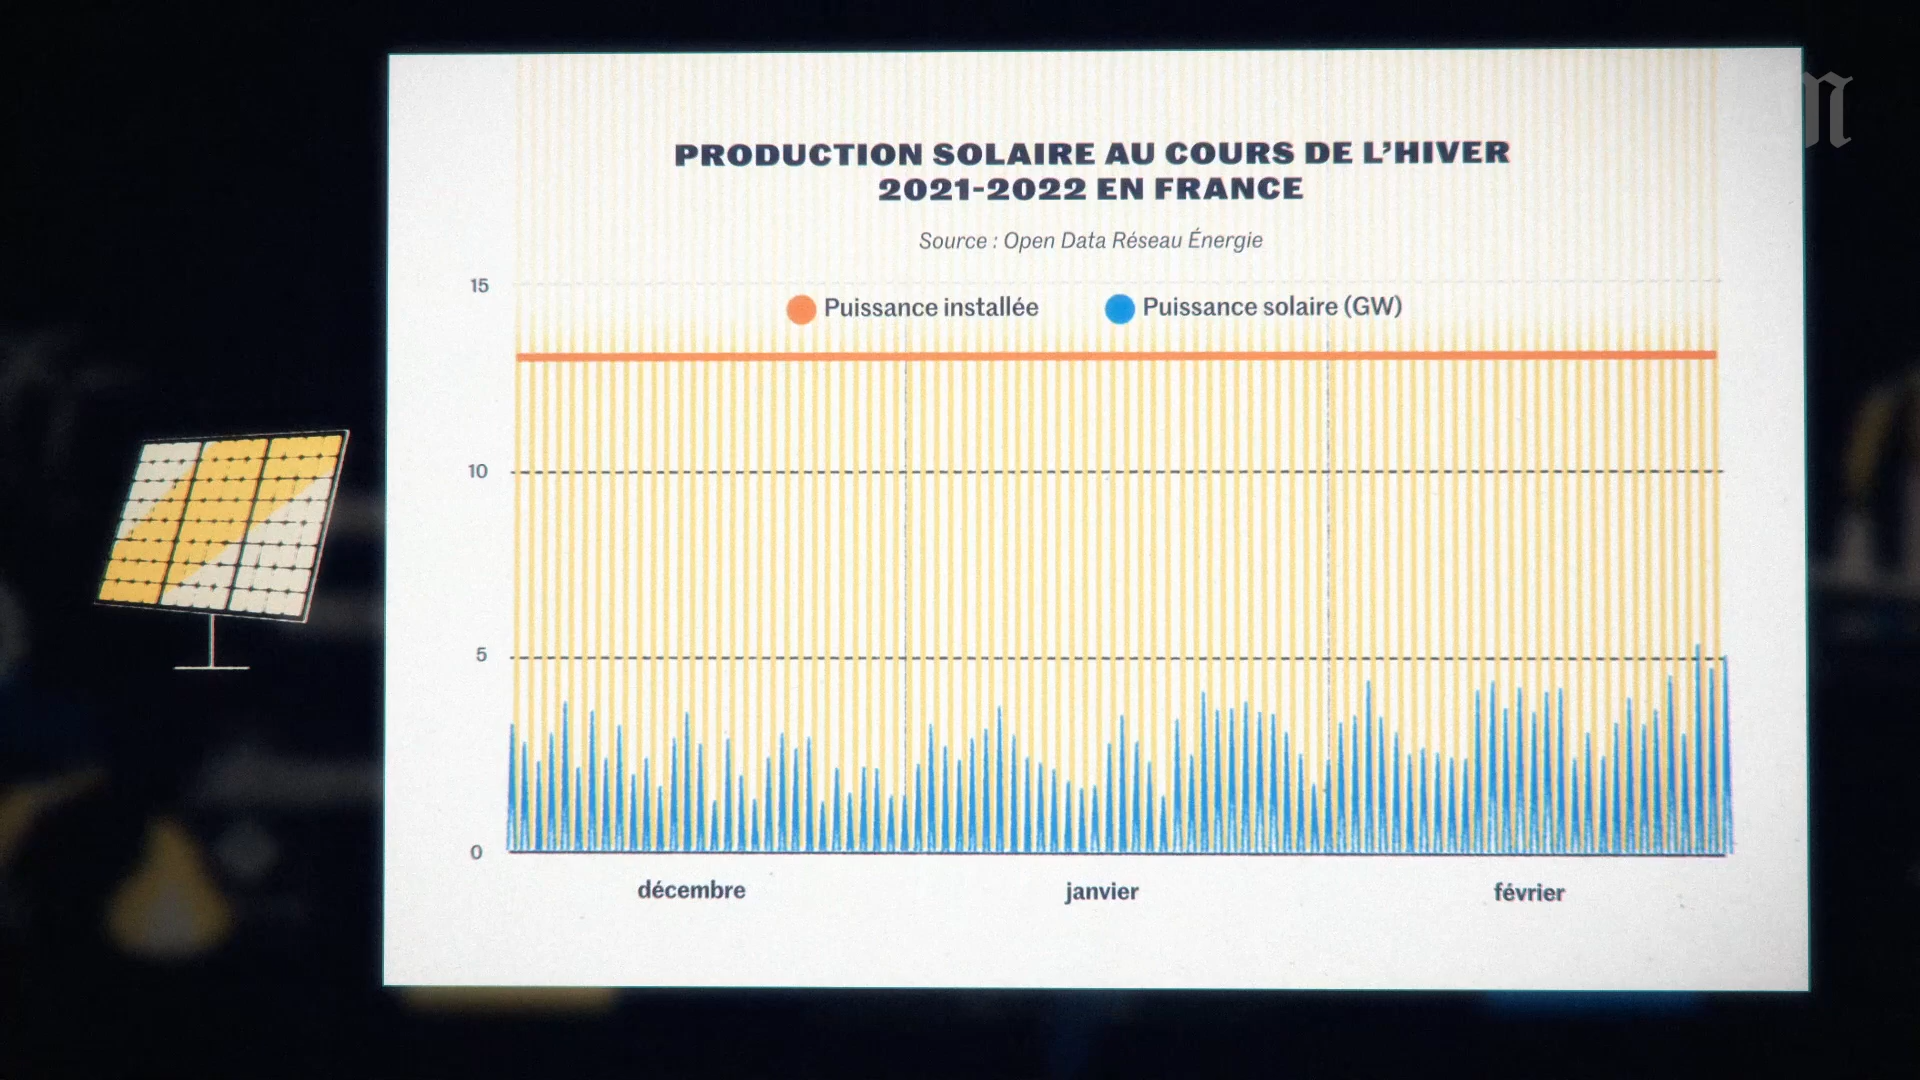 PRODUCTION SOLAIRE AU COURS DE L'HIVER
2021-2022 EN FRANCE
Source : Open Data Réseau Énergie
15
Puissance installée
Puissance solaire (GW)
10
5
0
décembre
janvier
février